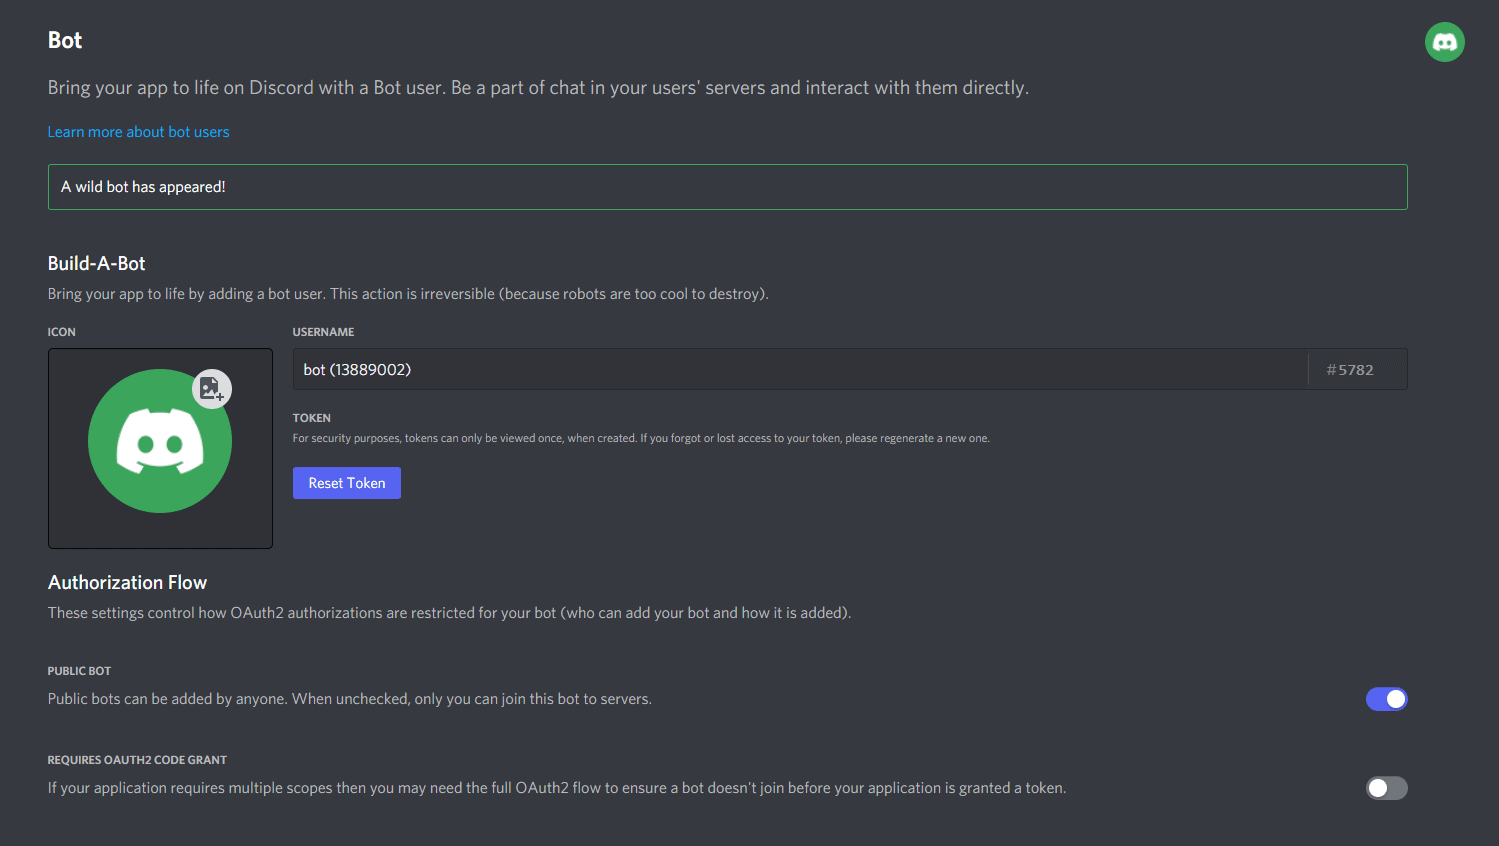 Bot
Bring your app to life on Discord with a Bot user. Be a part of chat in your users' servers and interact with them directly.
Learn more about bot users
A wild bot has appeared!
Build-A-Bot
Bring your app to life by adding a bot user. This action is irreversible (because robots are too cool to destroy).
ICON
USERNAME
bot (13889002)
#5782
TOKEN
For security purposes, tokens can only be viewed once, when created. If you forgot or lost access to your token, please regenerate a new one.
Reset Token
Authorization Flow
These settings control how OAuth2 authorizations are restricted for your bot (who can add your bot and how it is added).
PUBLIC BOT
Public bots can be added by anyone. When unchecked, only you can join this bot to servers.
REQUIRES OAUTH2 CODE GRANT
If your application requires multiple scopes then you may need the full OAuth2 flow to ensure a bot doesn't join before your application is granted a token.